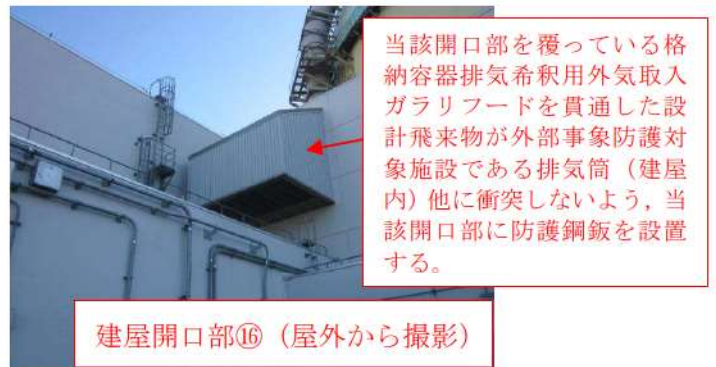 当該開口部を覆っている格
納容器排気希釈用外気取入
ガラリフードを貫通した設
計飛来物が外部事象防護対
象施設である排気筒（建屋
内）他に衝突しないよう，当
該開口部に防護鋼鈑を設置
する。
建屋開口部⑯（屋外から撮影）